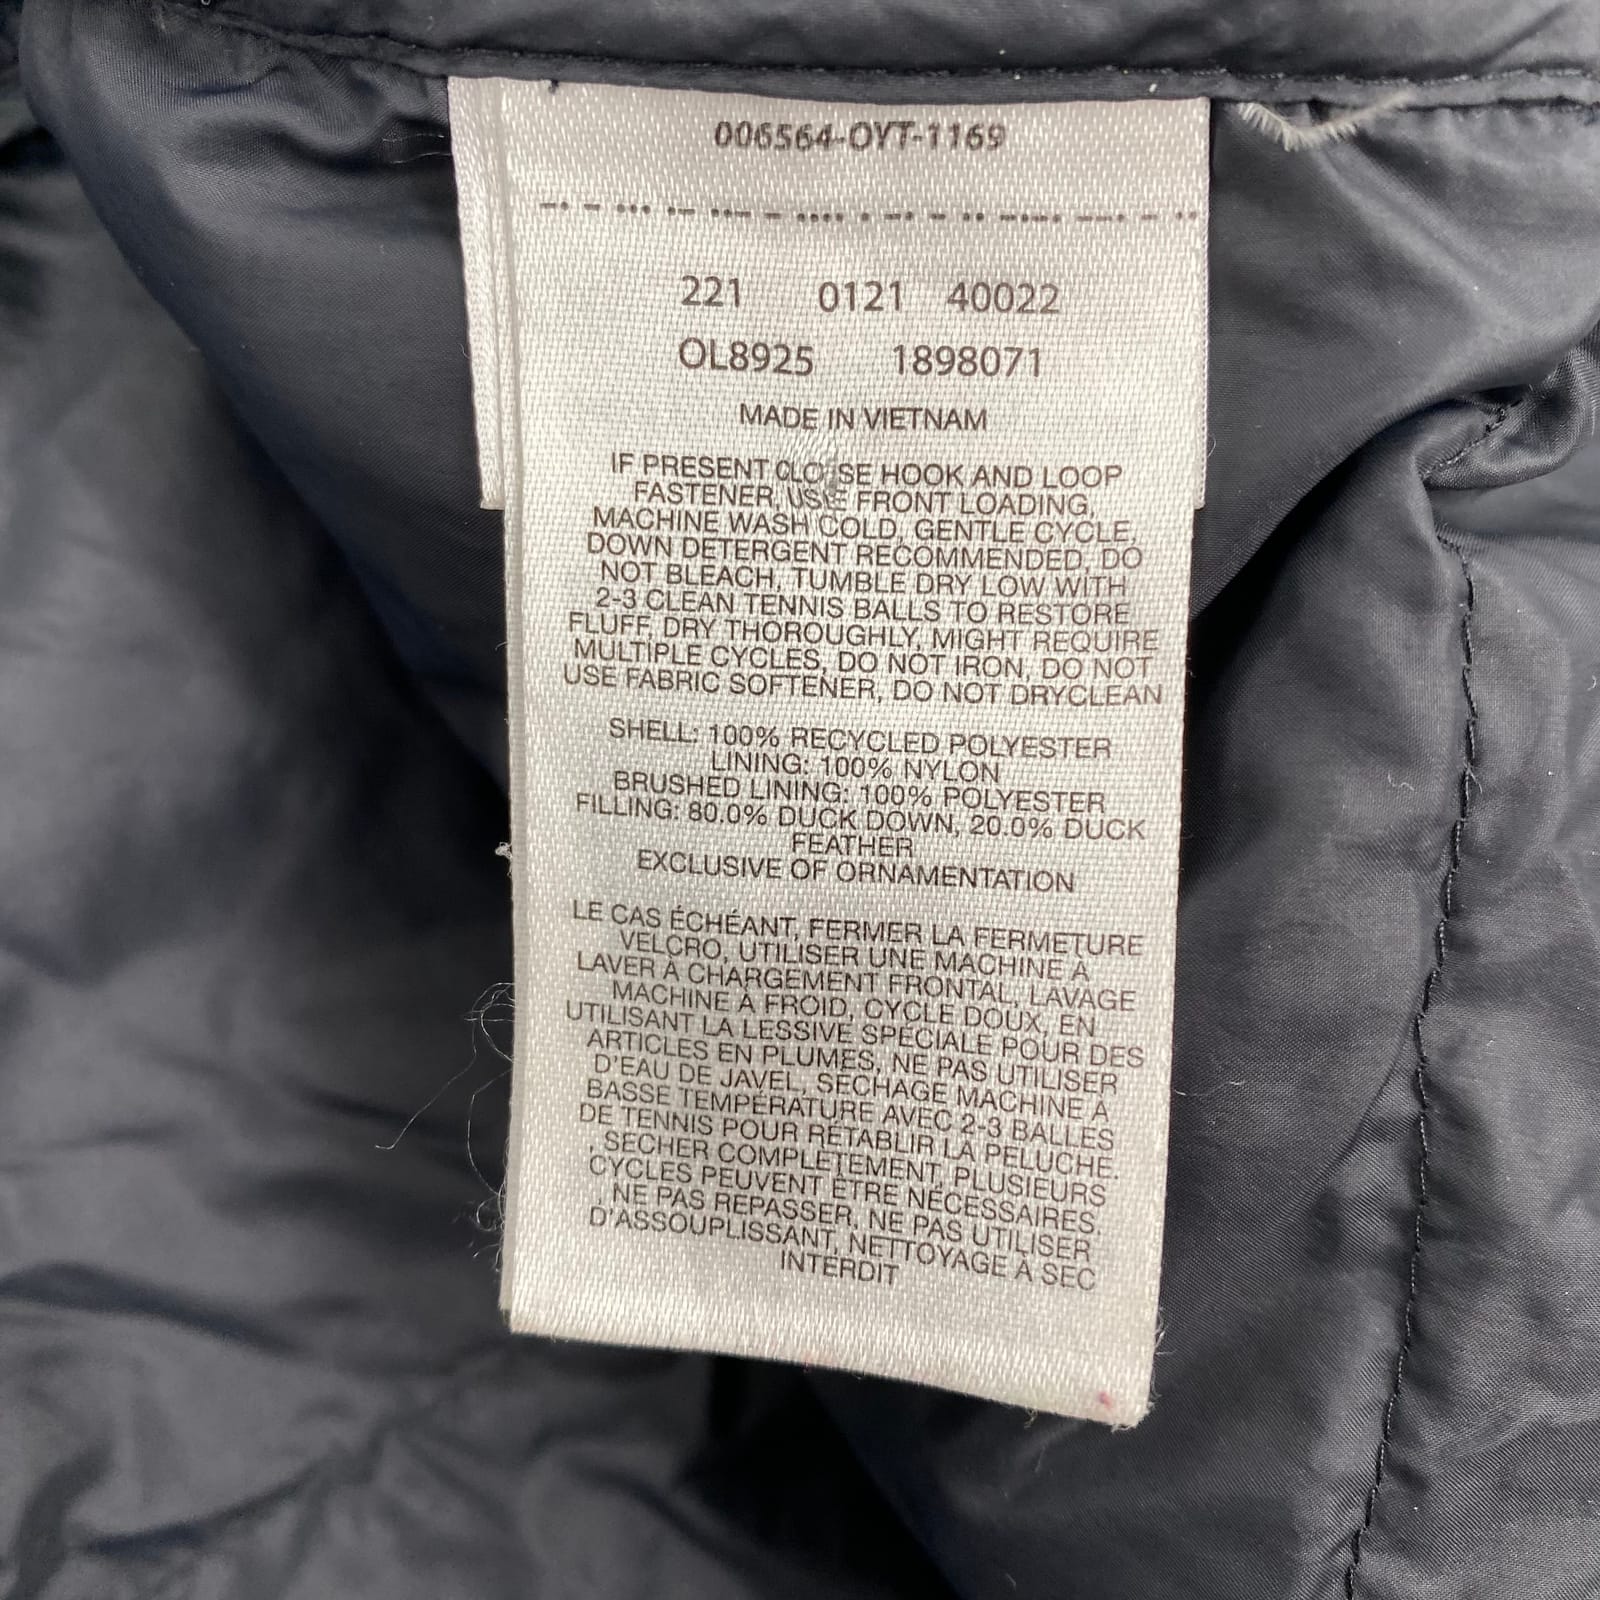 006564-OYT-1169
221 0121 40022
OL8925 1898071
MADE IN VIETNAM
IF PRESENT CLOSE HOOK AND LOOP
FASTENER, USE FRONT LOADING,
MACHINE WASH COLD, GENTLE CYCLE,
DOWN DETERGENT RECOMMENDED, DO
NOT BLEACH, TUMBLE DRY LOW WITH
2-3 CLEAN TENNIS BALLS TO RESTORE
FLUFF, DRY THOROUGHLY, MIGHT REQUIRE
MULTIPLE CYCLES, DO NOT IRON, DO NOT
USE FABRIC SOFTENER, DO NOT DRYCLEAN
SHELL: 100% RECYCLED POLYESTER
LINING: 100% NYLON
BRUSHED LINING: 100% POLYESTER
FILLING: 80.0% DUCK DOWN, 20.0% DUCK
FEATHER
EXCLUSIVE OF ORNAMENTATION
LE CAS ÉCHÉANT, FERMER LA FERMETURE
VELCRO, UTILISER UNE MACHINE À
LAVER À CHARGEMENT FRONTAL, LAVAGE
MACHINE À FROID, CYCLE DOUX, EN
UTILISANT LA LESSIVE SPÉCIALE POUR DES
ARTICLES EN PLUMES, NE PAS UTILISER
D'EAU DE JAVEL, SÉCHAGE MACHINE À
BASSE TEMPÉRATURE AVEC 2-3 BALLES
DE TENNIS POUR RÉTABLIR LA PELUCHE.
, SÉCHER COMPLÈTEMENT, PLUSIEURS
CYCLES PEUVENT ÊTRE NÉCESSAIRES.
, NE PAS REPASSER, NE PAS UTILISER
D'ASSOUPLISSANT, NETTOYAGE À SEC
INTERDIT